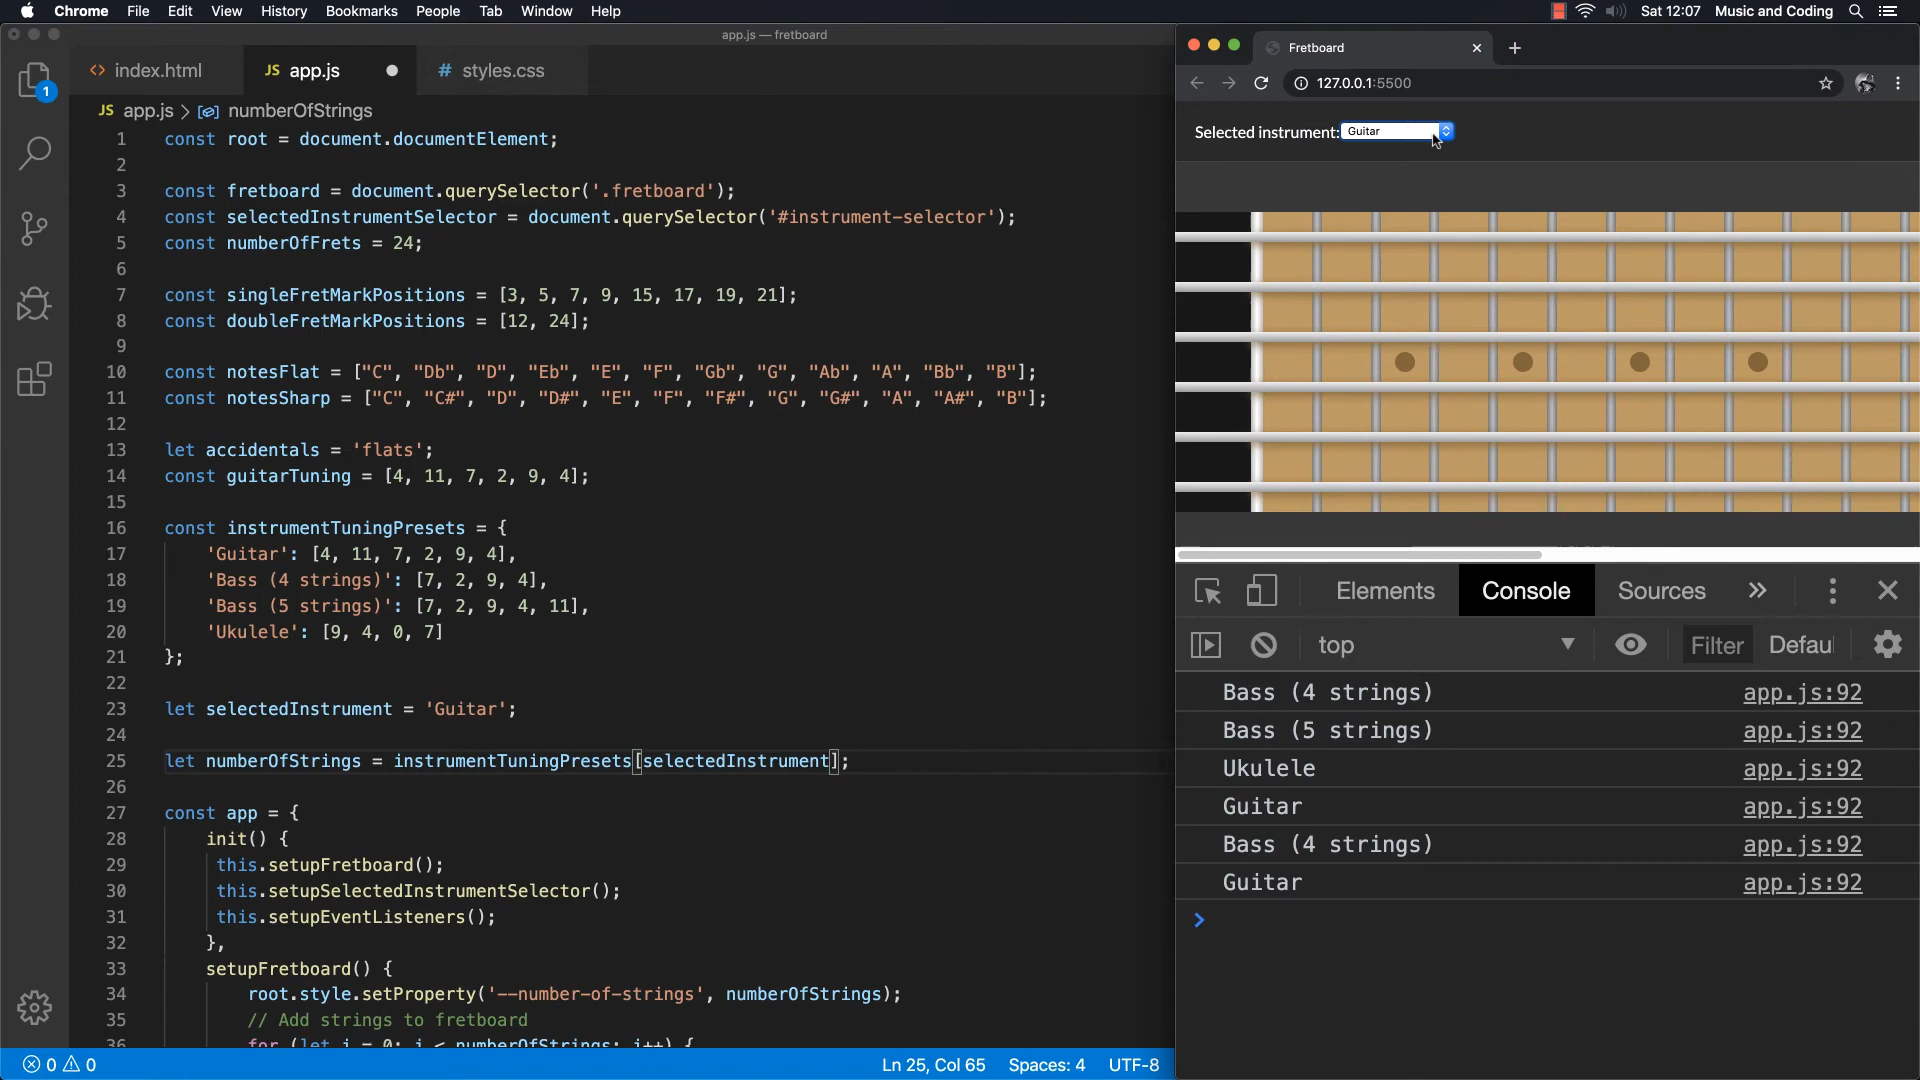 Chrome File Edit View History Bookmarks People Tab Window Help
Sat 12:07 Music and Coding
app.js — fretboard
index.html
JS app.js
# styles.css
JS app.js > numberOfStrings
1 const root = document.documentElement;
2
3 const fretboard = document.querySelector('.fretboard');
4 const selectedInstrumentSelector = document.querySelector('#instrument-selector');
5 const numberOfFrets = 24;
6
7 const singleFretMarkPositions = [3, 5, 7, 9, 15, 17, 19, 21];
8 const doubleFretMarkPositions = [12, 24];
9
10 const notesFlat = ["C", "Db", "D", "Eb", "E", "F", "Gb", "G", "Ab", "A", "Bb", "B"];
11 const notesSharp = ["C", "C#", "D", "D#", "E", "F", "F#", "G", "G#", "A", "A#", "B"];
12
13 let accidentals = 'flats';
14 const guitarTuning = [4, 11, 7, 2, 9, 4];
15
16 const instrumentTuningPresets = {
17 'Guitar': [4, 11, 7, 2, 9, 4],
18 'Bass (4 strings)': [7, 2, 9, 4],
19 'Bass (5 strings)': [7, 2, 9, 4, 11],
20 'Ukulele': [9, 4, 0, 7]
21 };
22
23 let selectedInstrument = 'Guitar';
24
25 let numberOfStrings = instrumentTuningPresets[selectedInstrument];
26
27 const app = {
28 init() {
29 this.setupFretboard();
30 this.setupSelectedInstrumentSelector();
31 this.setupEventListeners();
32 },
33 setupFretboard() {
34 root.style.setProperty('--number-of-strings', numberOfStrings);
35 // Add strings to fretboard
36 for (let i = 0; i < numberOfStrings; i++) {
1
0 0
Ln 25, Col 65 Spaces: 4 UTF-8
Fretboard
127.0.0.1:5500
Selected instrument: Guitar
Elements Console Sources
top Filter Defau
Bass (4 strings) app.js:92
Bass (5 strings) app.js:92
Ukulele app.js:92
Guitar app.js:92
Bass (4 strings) app.js:92
Guitar app.js:92